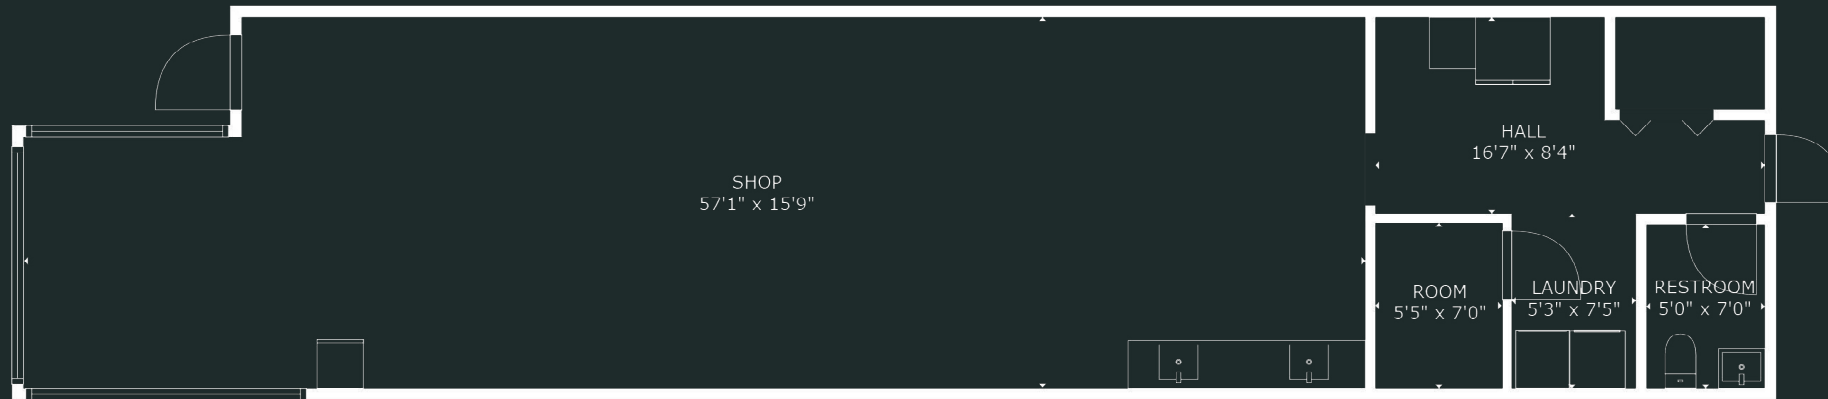 HALL
16'7" x 8'4"
SHOP
57'1" x 15'9"
ROOM
5'5" x 7'0"
LAUNDRY
5'3" x 7'5"
RESTROOM
5'0" x 7'0"